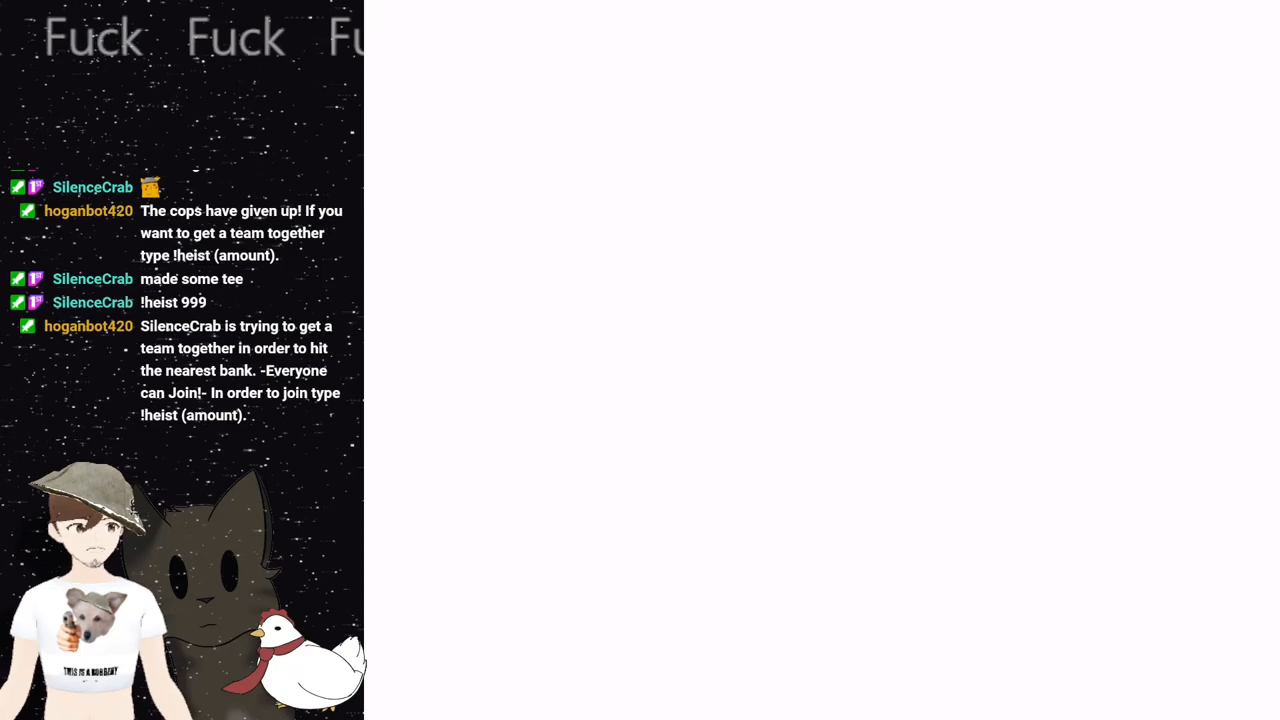 Fuck Fuck Fu
SilenceCrab
hoganbot420 The cops have given up! If you
want to get a team together
type !heist (amount).
SilenceCrab made some tee
SilenceCrab !heist 999
hoganbot420 SilenceCrab is trying to get a
team together in order to hit
the nearest bank. -Everyone
can Join!- In order to join type
!heist (amount).
THIS IS A ROBBERY